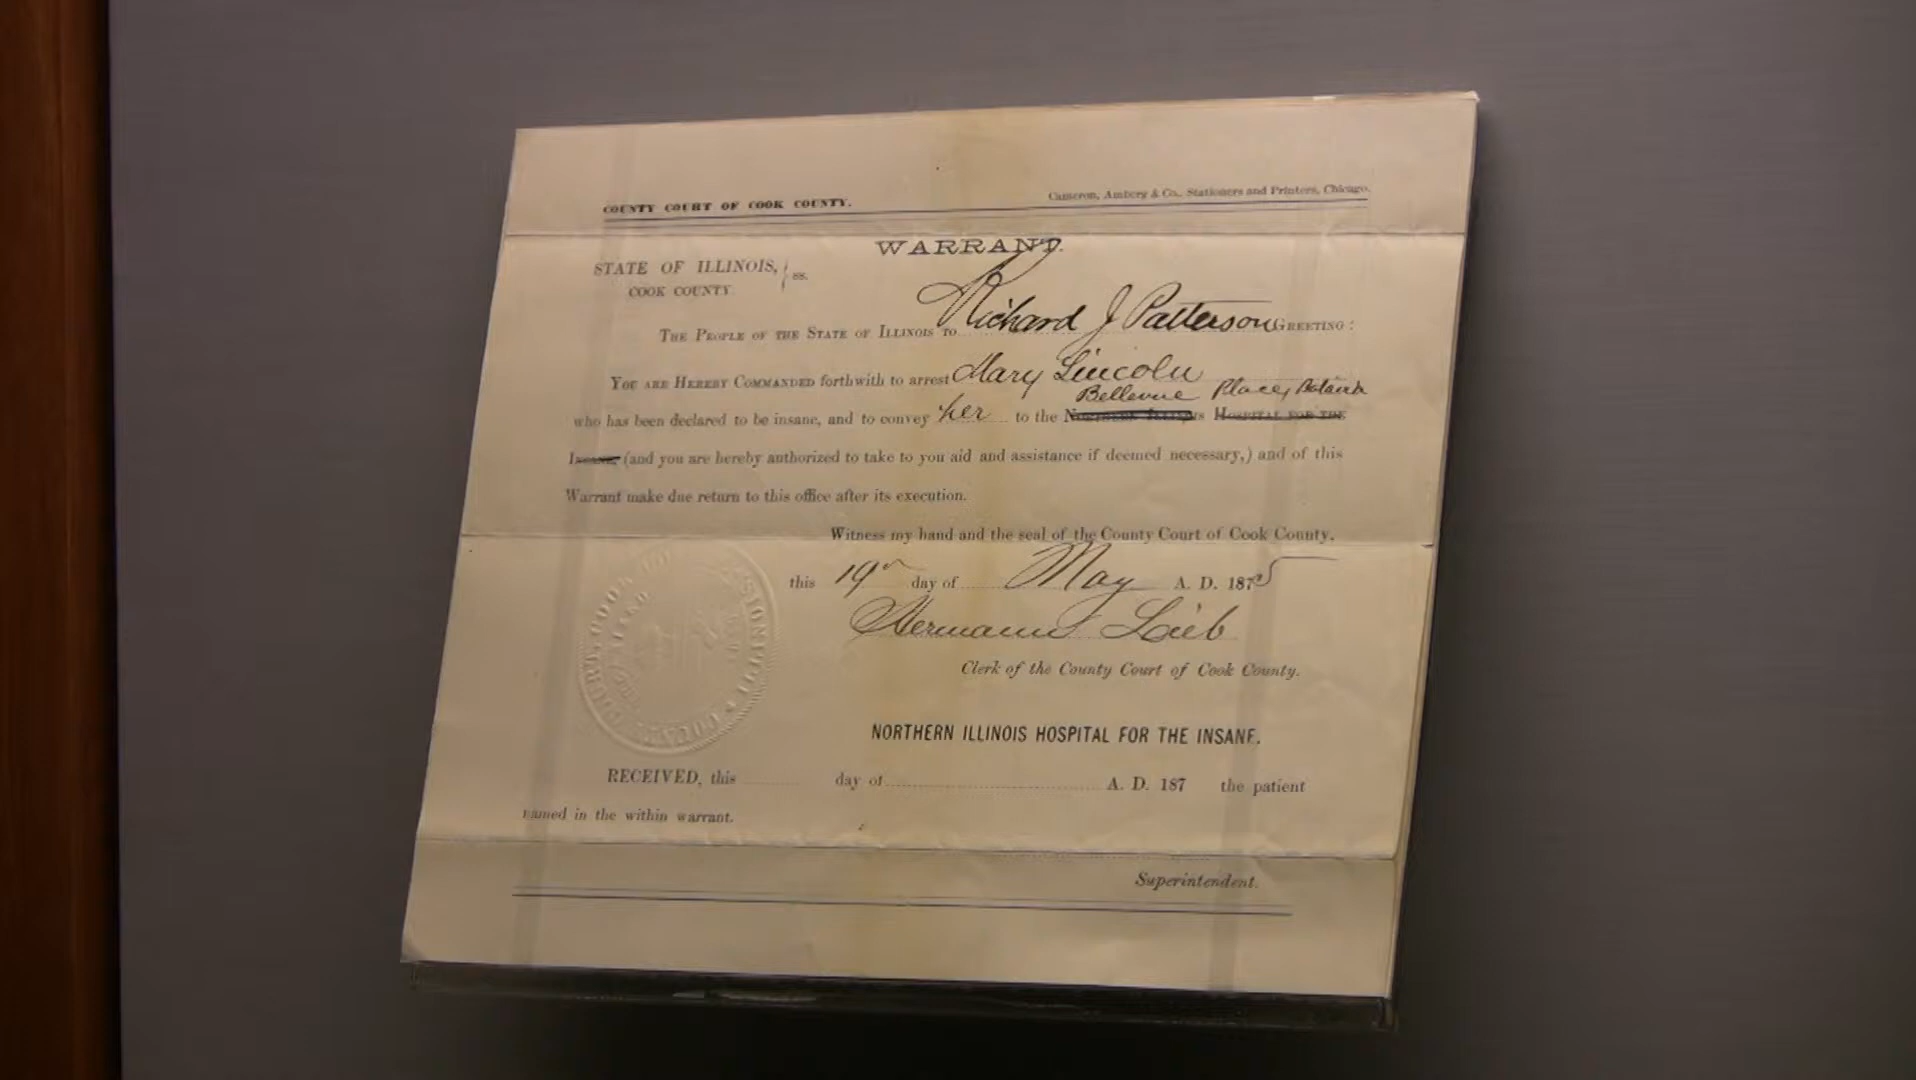 COUNTY COURT OF COOK COUNTY.
Cameron, Amberg & Co., Stationers and Printers, Chicago.
WARRANT.
STATE OF ILLINOIS, } ss.
COOK COUNTY
THE PEOPLE OF THE STATE OF ILLINOIS TO Richard J Patterson GREETING:
YOU ARE HEREBY COMMANDED forthwith to arrest Mary Lincoln
Bellevue Place, Batavia
who has been declared to be insane, and to convey her to the NORTHERN ILLINOIS HOSPITAL FOR THE
INSANE, (and you are hereby authorized to take to you aid and assistance if deemed necessary,) and of this
Warrant make due return to this office after its execution.
Witness my hand and the seal of the County Court of Cook County,
this 19 day of May A. D. 1875
Hermann Lieb
Clerk of the County Court of Cook County.
NORTHERN ILLINOIS HOSPITAL FOR THE INSANE.
RECEIVED, this day of A. D. 187 the patient
named in the within warrant.
Superintendent.